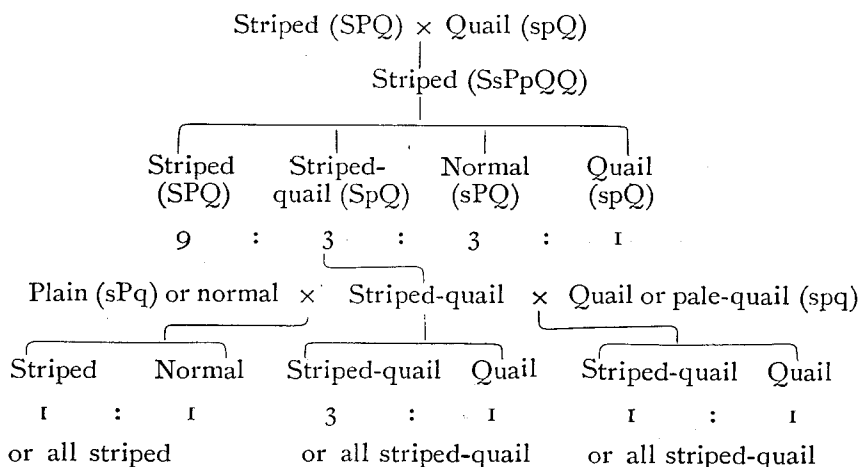 Striped (SPQ) × Quail (spQ)
Striped (SsPpQQ)
Striped Striped- Normal Quail
(SPQ) quail (SpQ) (sPQ) (spQ)
9 : 3 : 3 : 1
Plain (sPq) or normal × Striped-quail × Quail or pale-quail (spq)
Striped Normal Striped-quail Quail Striped-quail Quail
1 : 1 3 : 1 1 : 1
or all striped or all striped-quail or all striped-quail